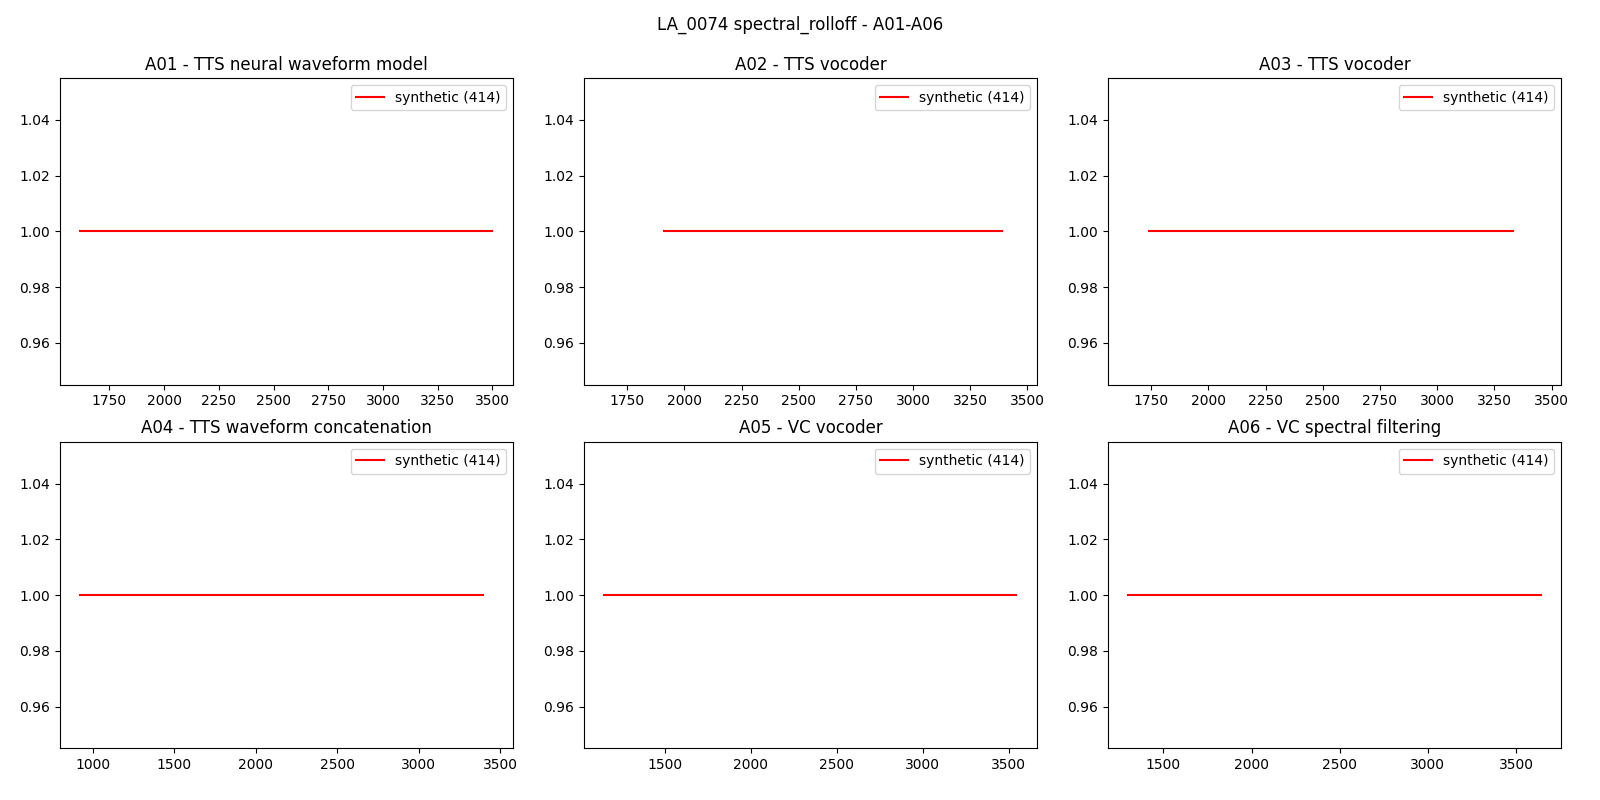 LA_0074 spectral_rolloff - A01-A06
A01 - TTS neural waveform model
synthetic (414)
1.04
1.02
1.00
0.98
0.96
1750 2000 2250 2500 2750 3000 3250 3500
A02 - TTS vocoder
synthetic (414)
1.04
1.02
1.00
0.98
0.96
1750 2000 2250 2500 2750 3000 3250 3500
A03 - TTS vocoder
synthetic (414)
1.04
1.02
1.00
0.98
0.96
1750 2000 2250 2500 2750 3000 3250 3500
A04 - TTS waveform concatenation
synthetic (414)
1.04
1.02
1.00
0.98
0.96
1000 1500 2000 2500 3000 3500
A05 - VC vocoder
synthetic (414)
1.04
1.02
1.00
0.98
0.96
1500 2000 2500 3000 3500
A06 - VC spectral filtering
synthetic (414)
1.04
1.02
1.00
0.98
0.96
1500 2000 2500 3000 3500